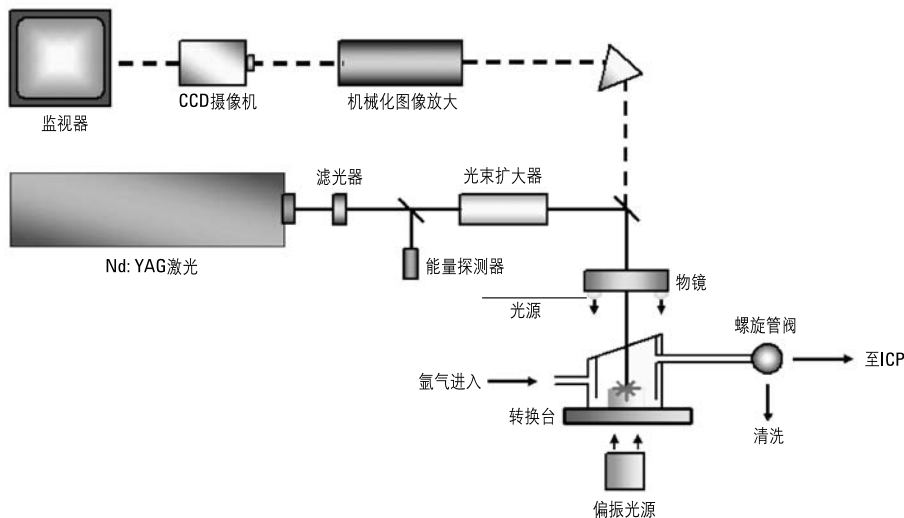 监视器
CCD摄像机
机械化图像放大
滤光器
光束扩大器
Nd: YAG激光
能量探测器
物镜
光源
螺旋管阀
至ICP
氩气进入
转换台
清洗
偏振光源